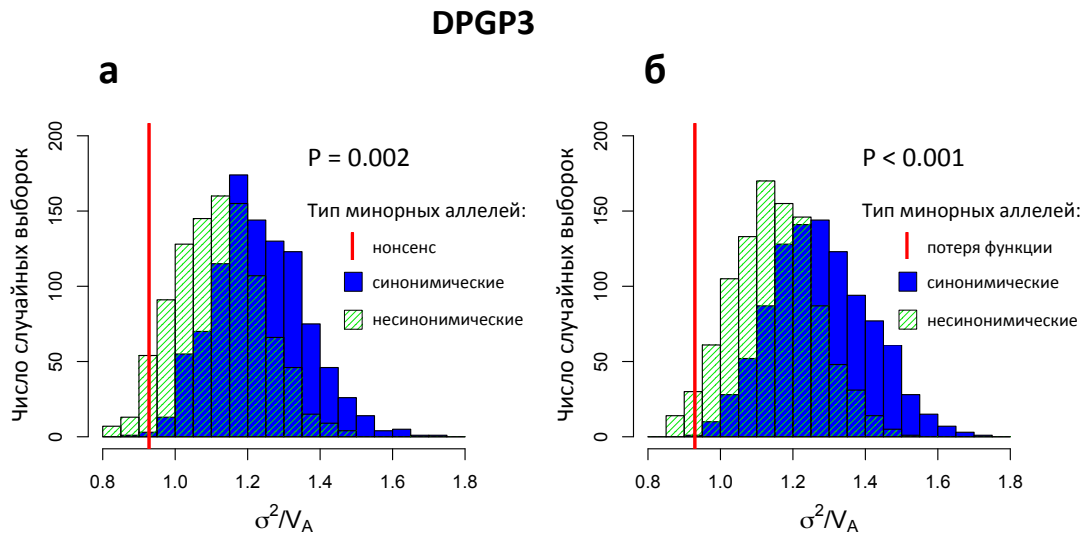 DPGP3
а
б
Число случайных выборок
200
150
100
50
0
P = 0.002
Тип минорных аллелей:
нонсенс
синонимические
несинонимические
0.8 1.0 1.2 1.4 1.6 1.8
σ²/V_A
Число случайных выборок
200
150
100
50
0
P < 0.001
Тип минорных аллелей:
потеря функции
синонимические
несинонимические
0.8 1.0 1.2 1.4 1.6 1.8
σ²/V_A